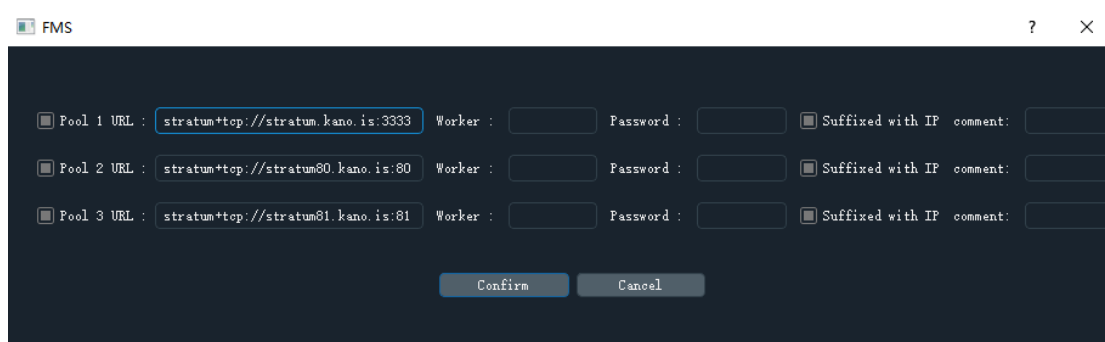 FMS ?
Pool 1 URL : stratum+tcp://stratum.kano.is:3333 Worker : Password : Suffixed with IP comment:
Pool 2 URL : stratum+tcp://stratum80.kano.is:80 Worker : Password : Suffixed with IP comment:
Pool 3 URL : stratum+tcp://stratum81.kano.is:81 Worker : Password : Suffixed with IP comment:
Confirm Cancel